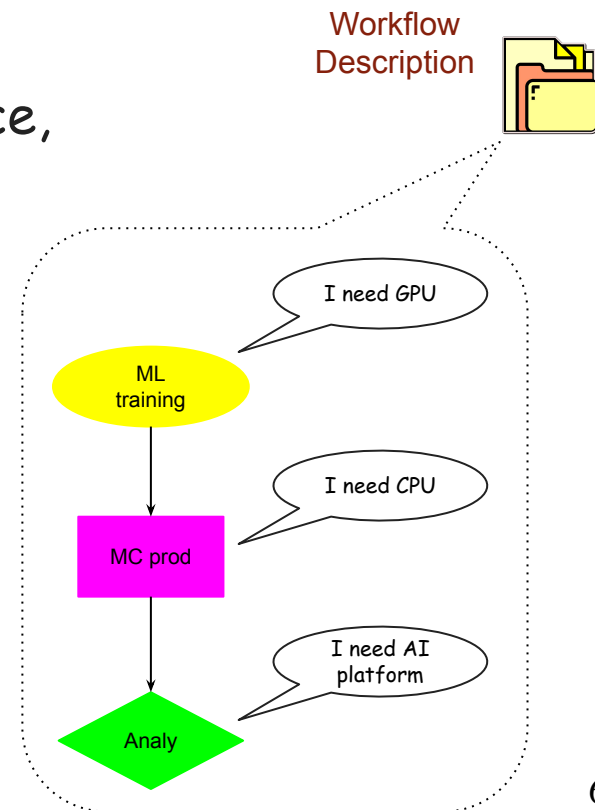 Workflow
Description
ce,
I need GPU
ML
training
I need CPU
MC prod
I need AI
platform
Analy